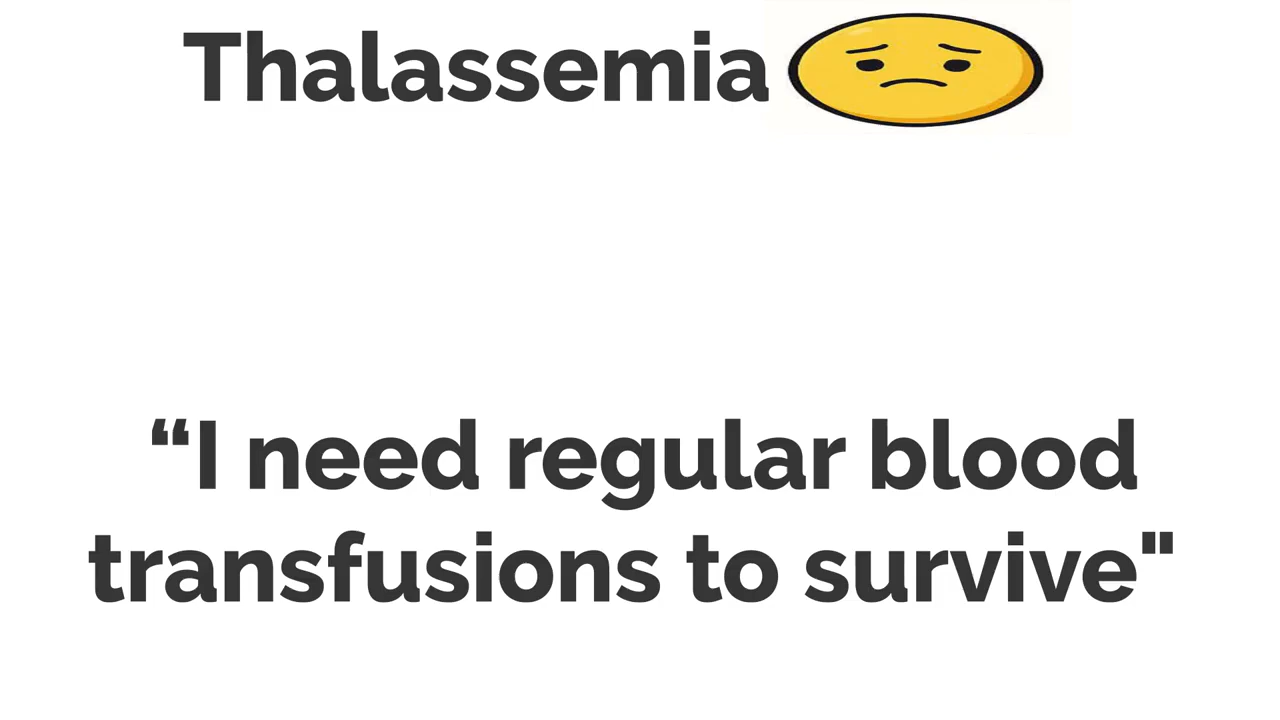 Thalassemia
“I need regular blood
transfusions to survive"